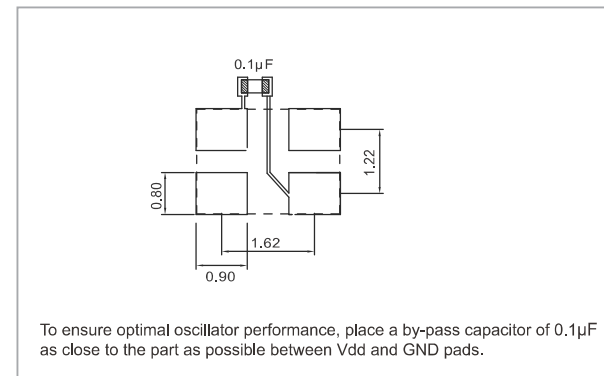 0.1µF
1.22
0.80
1.62
0.90
To ensure optimal oscillator performance, place a by-pass capacitor of 0.1µF
as close to the part as possible between Vdd and GND pads.